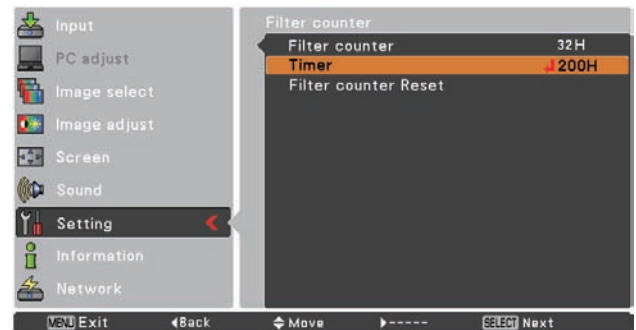 Input
PC adjust
Image select
Image adjust
Screen
Sound
Setting
Information
Network
Filter counter
Filter counter 32H
Timer 200H
Filter counter Reset
MENU Exit ◀Back Move ▶----- SELECT Next